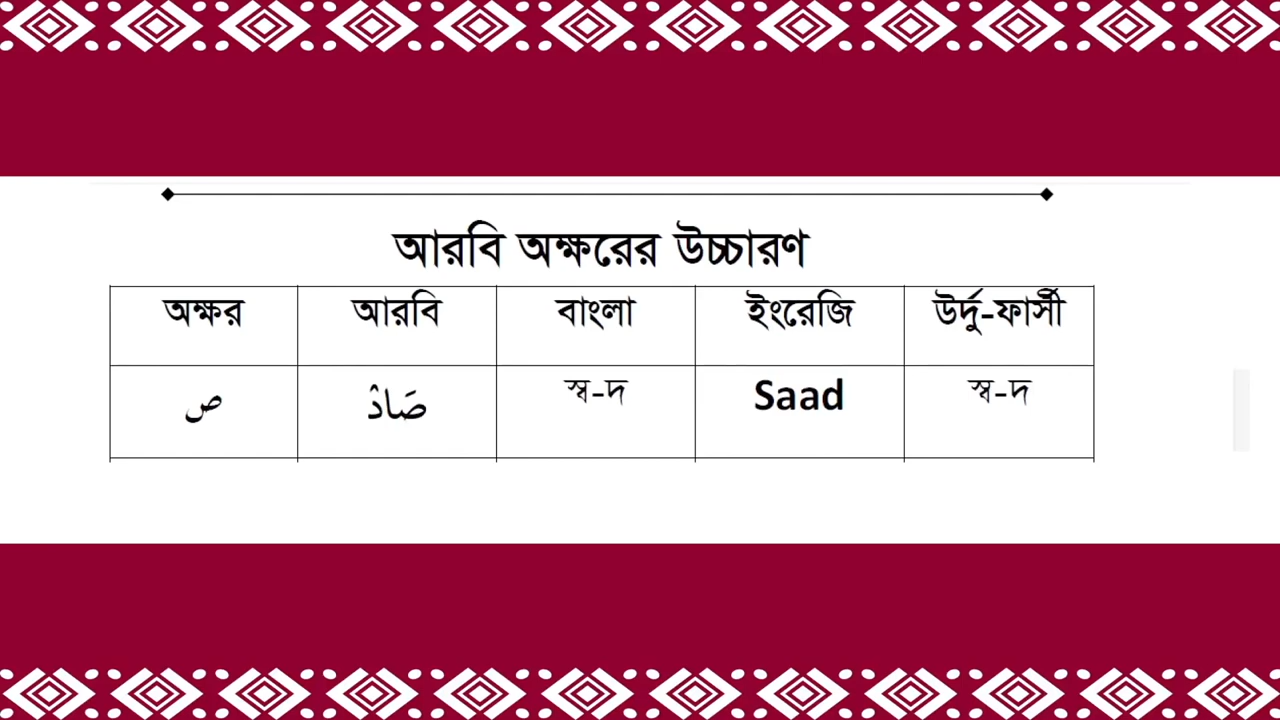 আরবি অক্ষরের উচ্চারণ
অক্ষর আরবি বাংলা ইংরেজি উর্দু-ফার্সী
ص صَادْ স্ব-দ Saad স্ব-দ